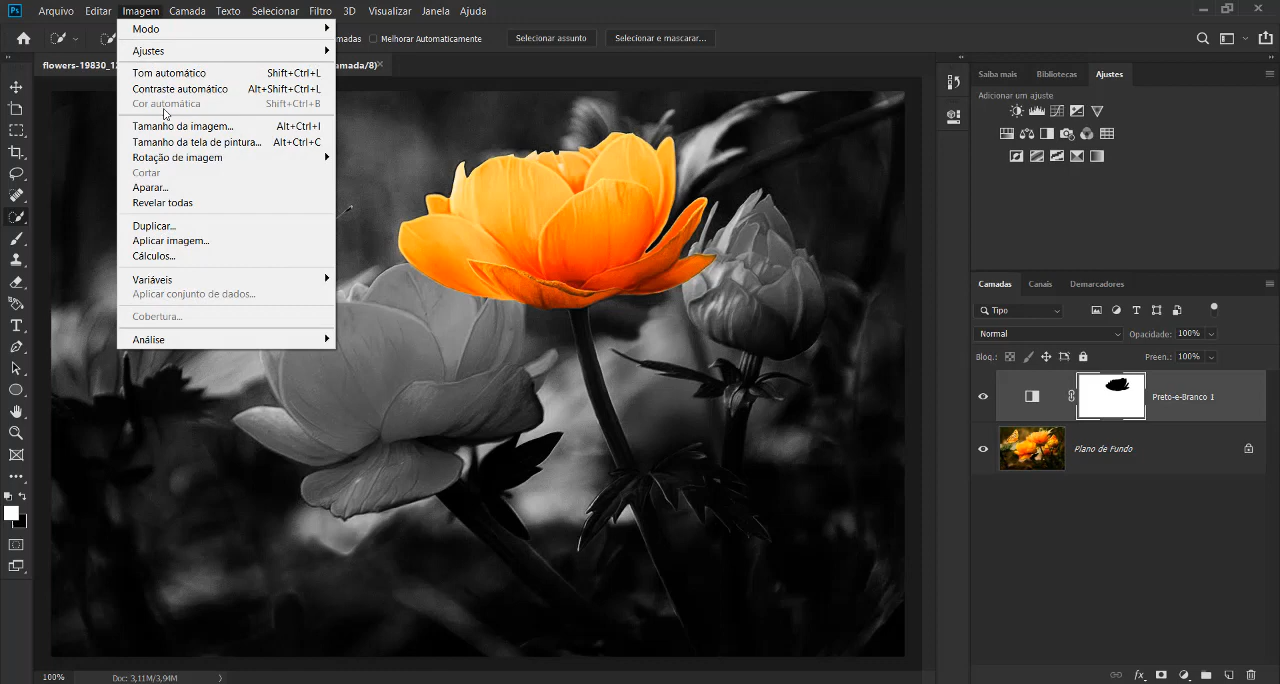 Ps Arquivo Editar Imagem Camada Texto Selecionar Filtro 3D Visualizar Janela Ajuda
madas Melhorar Automaticamente Selecionar assunto Selecionar e mascarar...
flowers-19830_12 amada/8)
Modo
Ajustes
Tom automático Shift+Ctrl+L
Contraste automático Alt+Shift+Ctrl+L
Cor automática Shift+Ctrl+B
Tamanho da imagem... Alt+Ctrl+I
Tamanho da tela de pintura... Alt+Ctrl+C
Rotação de imagem
Cortar
Aparar...
Revelar todas
Duplicar...
Aplicar imagem...
Cálculos...
Variáveis
Aplicar conjunto de dados...
Cobertura...
Análise
Saiba mais Bibliotecas Ajustes
Adicionar um ajuste
Camadas Canais Demarcadores
Tipo
Normal Opacidade: 100%
Bloq.: Preen.: 100%
Preto-e-Branco 1
Plano de Fundo
100% Doc: 3,11M/3,94M